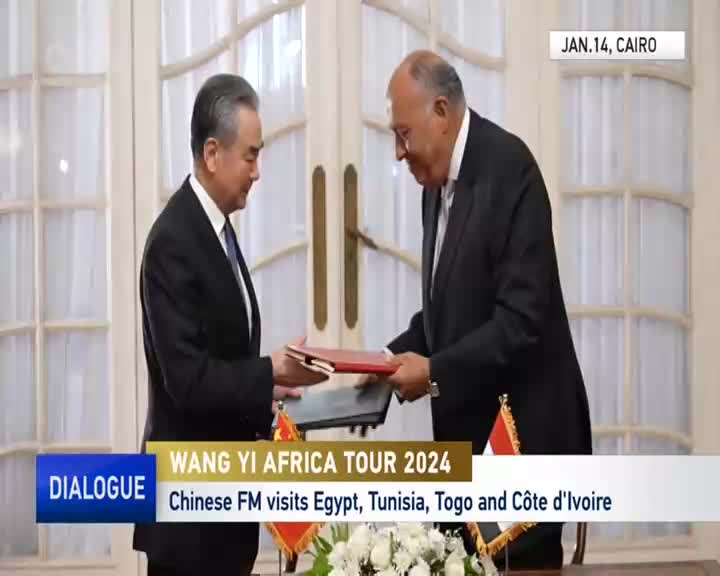 JAN.14, CAIRO
WANG YI AFRICA TOUR 2024
DIALOGUE
Chinese FM visits Egypt, Tunisia, Togo and Côte d'Ivoire